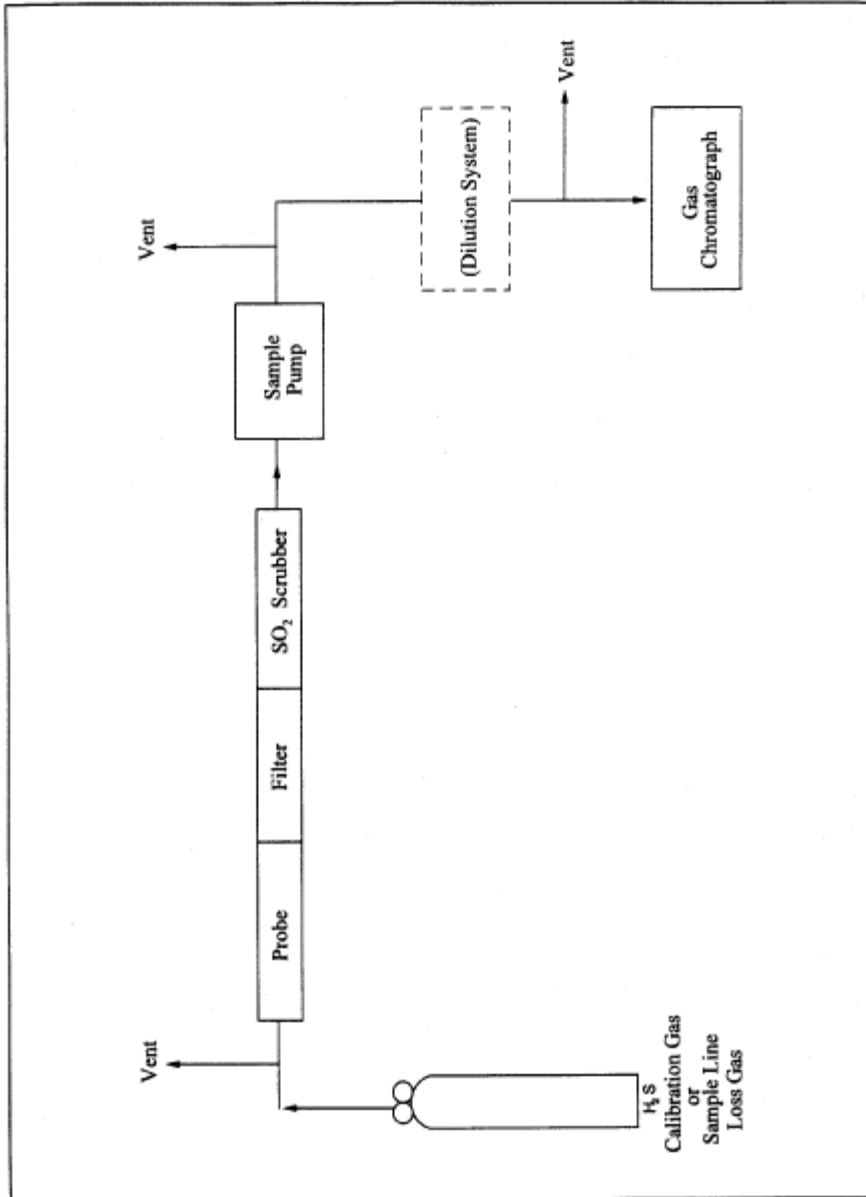 Vent
Vent
Probe
Filter
SO₂ Scrubber
Sample
Pump
(Dilution System)
Vent
Gas
Chromatograph
H₂S
Calibration Gas
or
Sample Line
Loss Gas